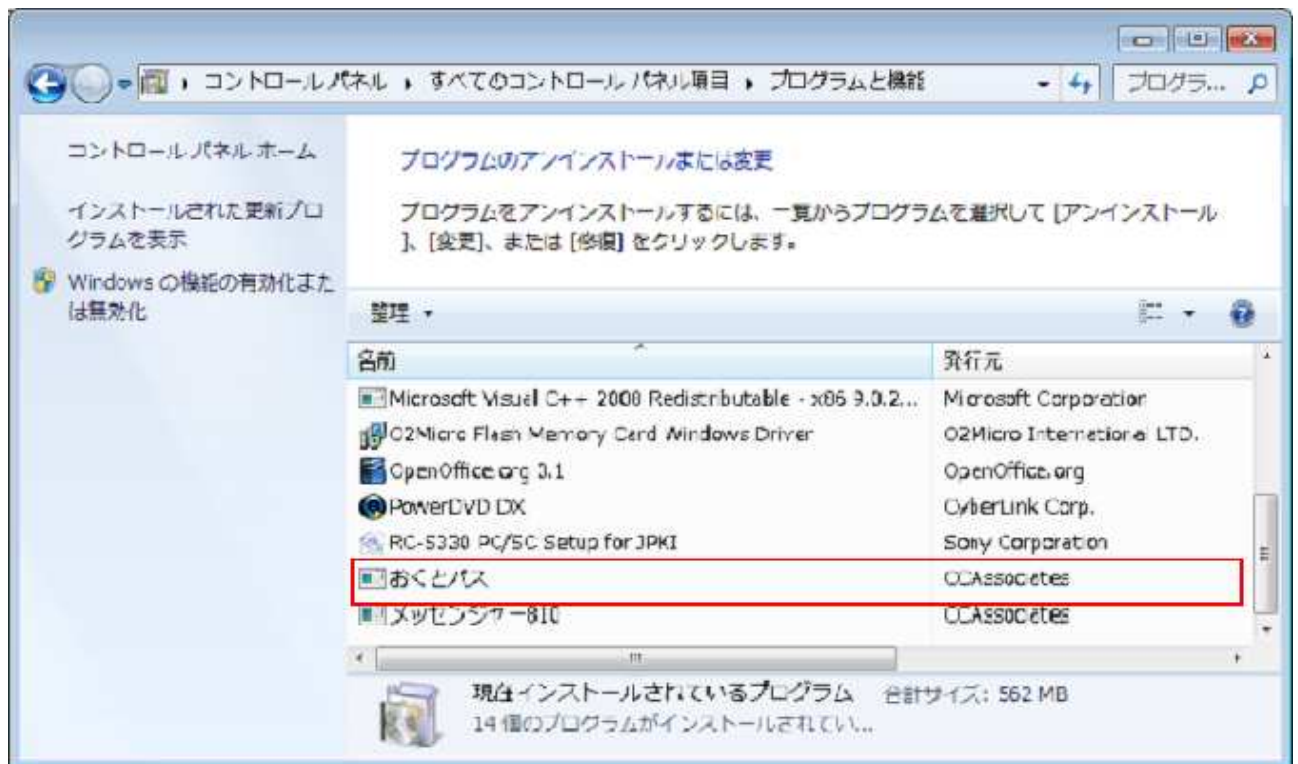 コントロール パネル ▸ すべてのコントロール パネル項目 ▸ プログラムと機能
プログラ...
コントロール パネル ホーム
インストールされた更新プロ
グラムを表示
Windows の機能の有効化また
は無効化
プログラムのアンインストールまたは変更
プログラムをアンインストールするには、一覧からプログラムを選択して [アンインストール
]、[変更]、または [修復] をクリックします。
整理
名前 発行元
Microsoft Visual C++ 2008 Redistributable - x86 9.0.2... Microsoft Corporation
O2Micro Flash Memory Card Windows Driver O2Micro International LTD.
OpenOffice.org 3.1 OpenOffice.org
PowerDVD DX CyberLink Corp.
RC-S330 PC/SC Setup for JPKI Sony Corporation
おくとパス CCAssociates
メッセンジャー810 CCAssociates
現在インストールされているプログラム 合計サイズ: 562 MB
14 個のプログラムがインストールされてい...